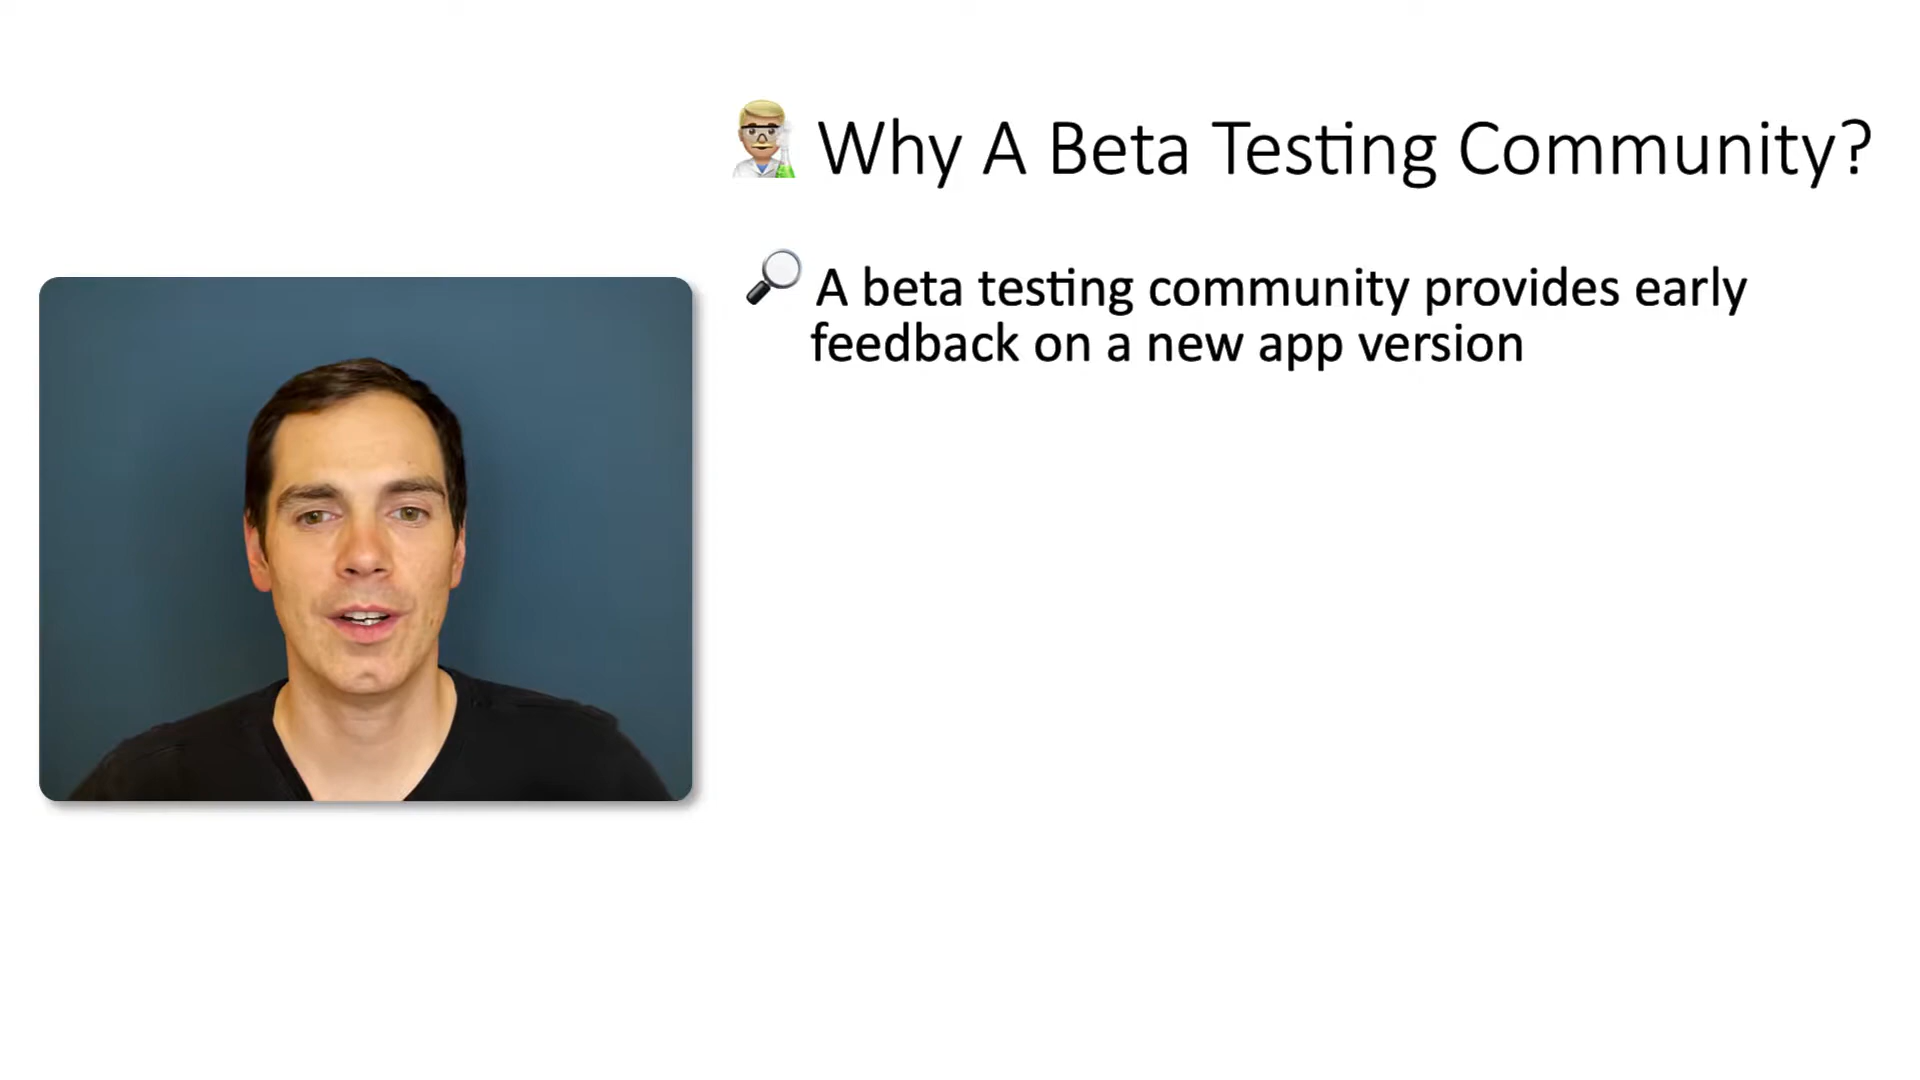 Why A Beta Testing Community?
A beta testing community provides early
feedback on a new app version